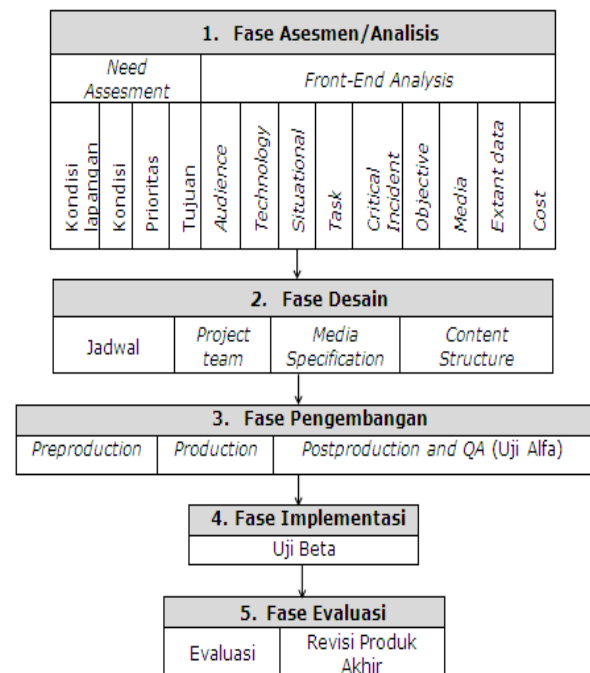 1. Fase Asesmen/Analisis
Need
Assesment
Front-End Analysis
Kondisi
lapangan
Kondisi
Prioritas
Tujuan
Audience
Technology
Situational
Task
Critical
Incident
Objective
Media
Extant data
Cost
2. Fase Desain
Jadwal
Project
team
Media
Specification
Content
Structure
3. Fase Pengembangan
Preproduction
Production
Postproduction and QA (Uji Alfa)
4. Fase Implementasi
Uji Beta
5. Fase Evaluasi
Evaluasi
Revisi Produk
Akhir